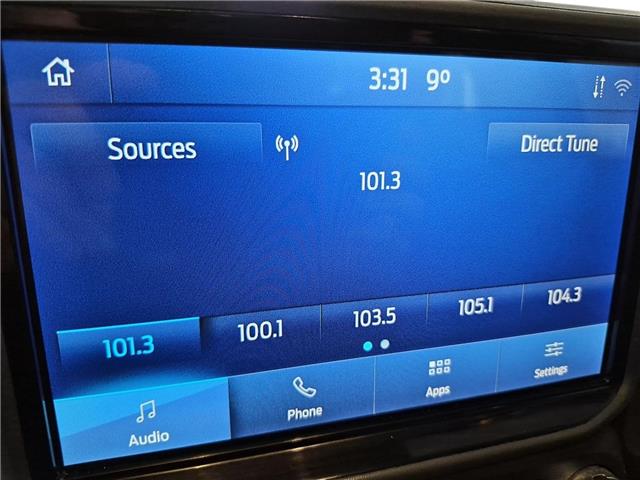 3:31 9°
Sources
Direct Tune
101.3
101.3 100.1 103.5 105.1 104.3
Audio Phone Apps Settings